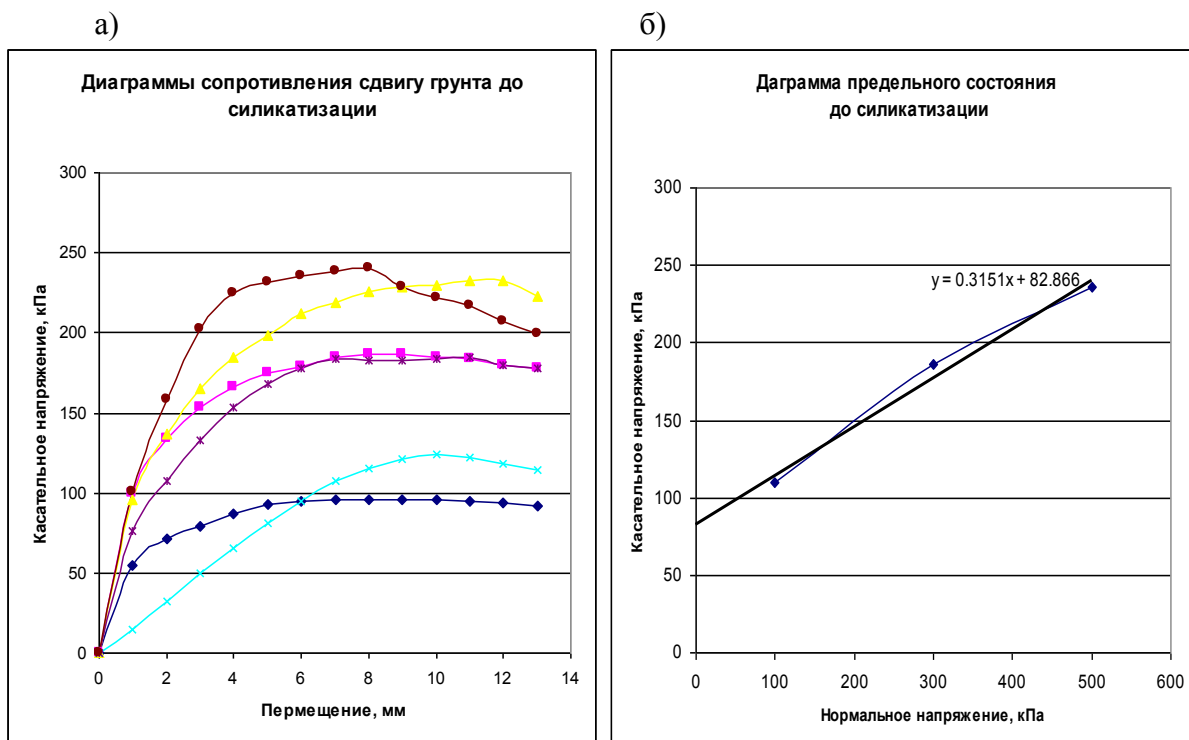 а)
б)
Диаграммы сопротивления сдвигу грунта до
силикатизации
Касательное напряжение, кПа
300
250
200
150
100
50
0
0 2 4 6 8 10 12 14
Пермещение, мм
Даграмма предельного состояния
до силикатизации
Касательное напряжение, кПа
300
250
200
150
100
50
0
y = 0.3151x + 82.866
0 100 200 300 400 500 600
Нормальное напряжение, кПа